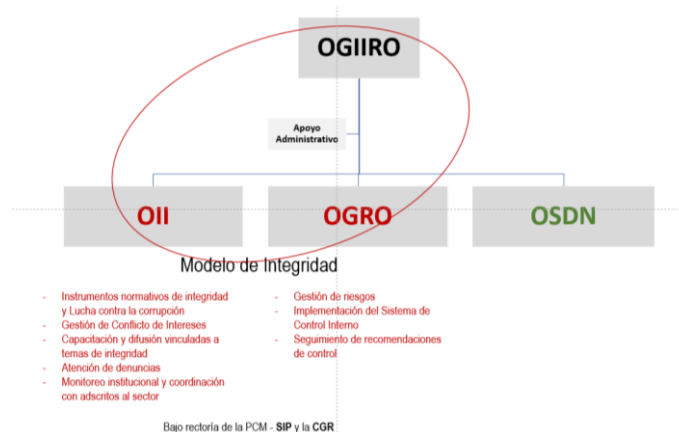 OGIIRO
Apoyo
Administrativo
OII
OGRO
OSDN
Modelo de Integridad
- Instrumentos normativos de integridad
y Lucha contra la corrupción
- Gestión de Conflicto de Intereses
- Capacitación y difusión vinculadas a
temas de integridad
- Atención de denuncias
- Monitoreo institucional y coordinación
con adscritos al sector
- Gestión de riesgos
- Implementación del Sistema de
Control Interno
- Seguimiento de recomendaciones
de control
Bajo rectoría de la PCM - SIP y la CGR